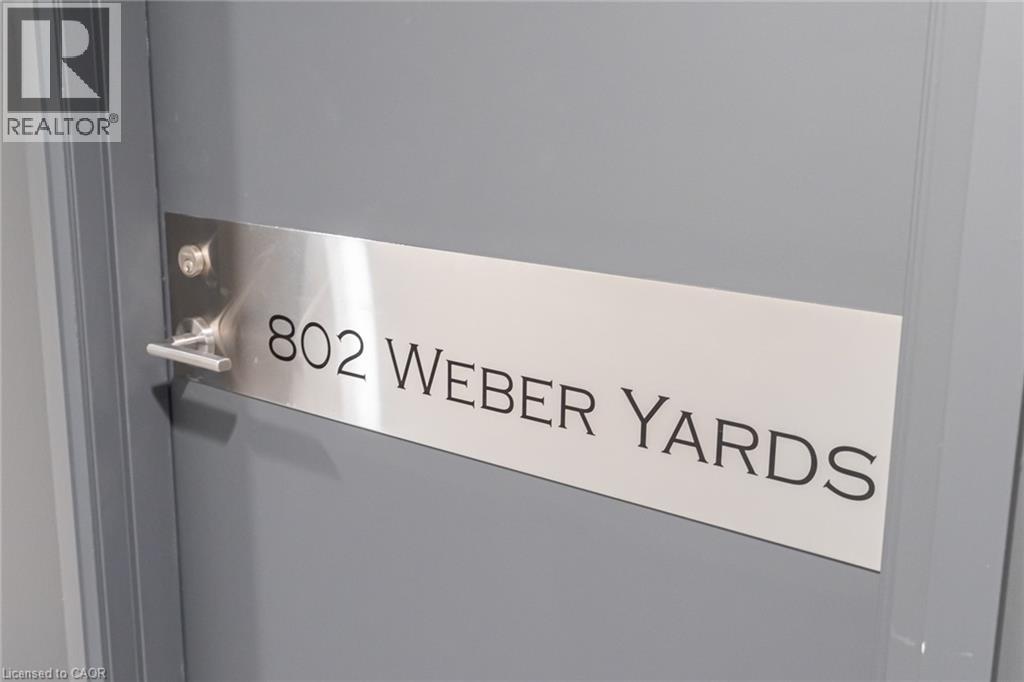 REALTOR®
802 WEBER YARDS
Licensed to CAOR